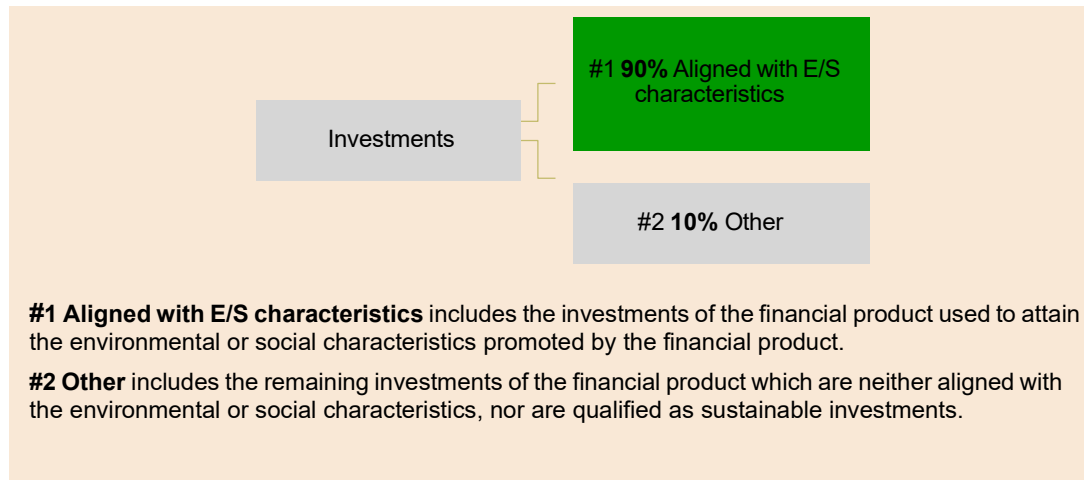 #1 90% Aligned with E/S
characteristics
Investments
#2 10% Other
#1 Aligned with E/S characteristics includes the investments of the financial product used to attain
the environmental or social characteristics promoted by the financial product.
#2 Other includes the remaining investments of the financial product which are neither aligned with
the environmental or social characteristics, nor are qualified as sustainable investments.